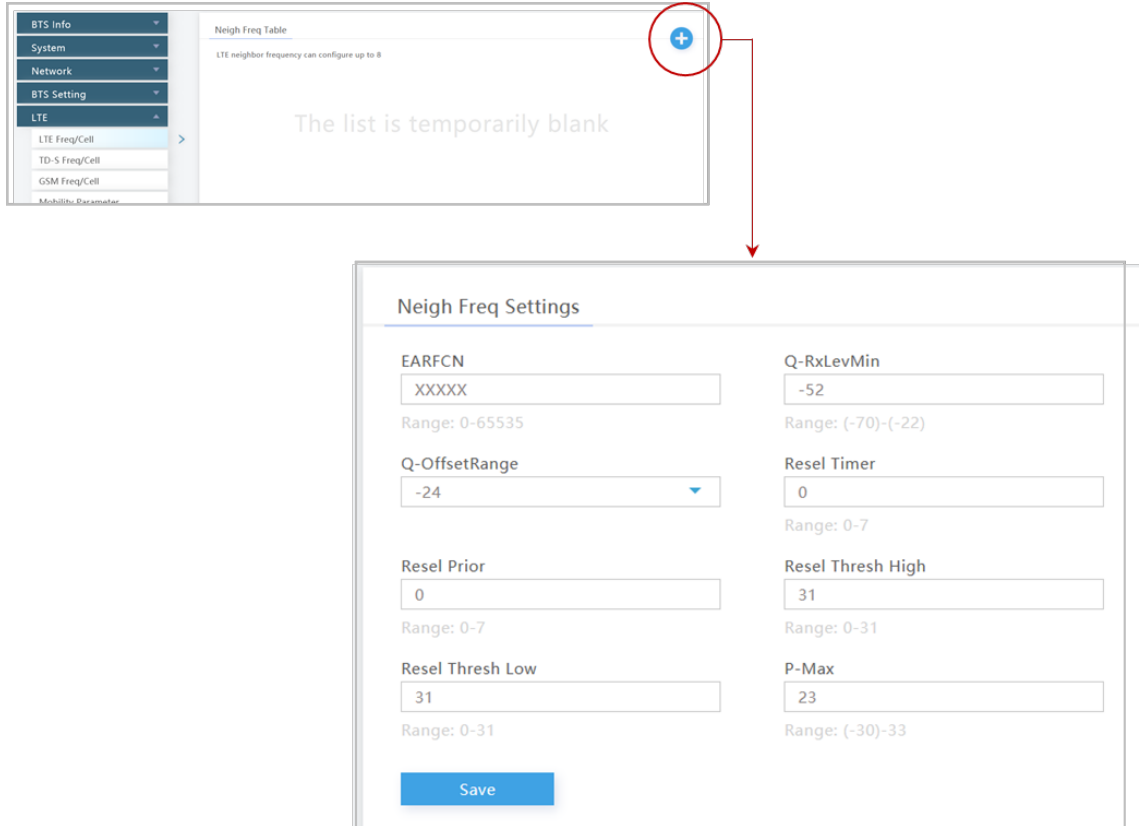 BTS Info
System
Network
BTS Setting
LTE
LTE Freq/Cell
TD-S Freq/Cell
GSM Freq/Cell
Mobility Parameter
Neigh Freq Table
LTE neighbor frequency can configure up to 8
The list is temporarily blank
Neigh Freq Settings
EARFCN
XXXXX
Range: 0-65535
Q-RxLevMin
-52
Range: (-70)-(-22)
Q-OffsetRange
-24
Resel Timer
0
Range: 0-7
Resel Prior
0
Range: 0-7
Resel Thresh High
31
Range: 0-31
Resel Thresh Low
31
Range: 0-31
P-Max
23
Range: (-30)-33
Save